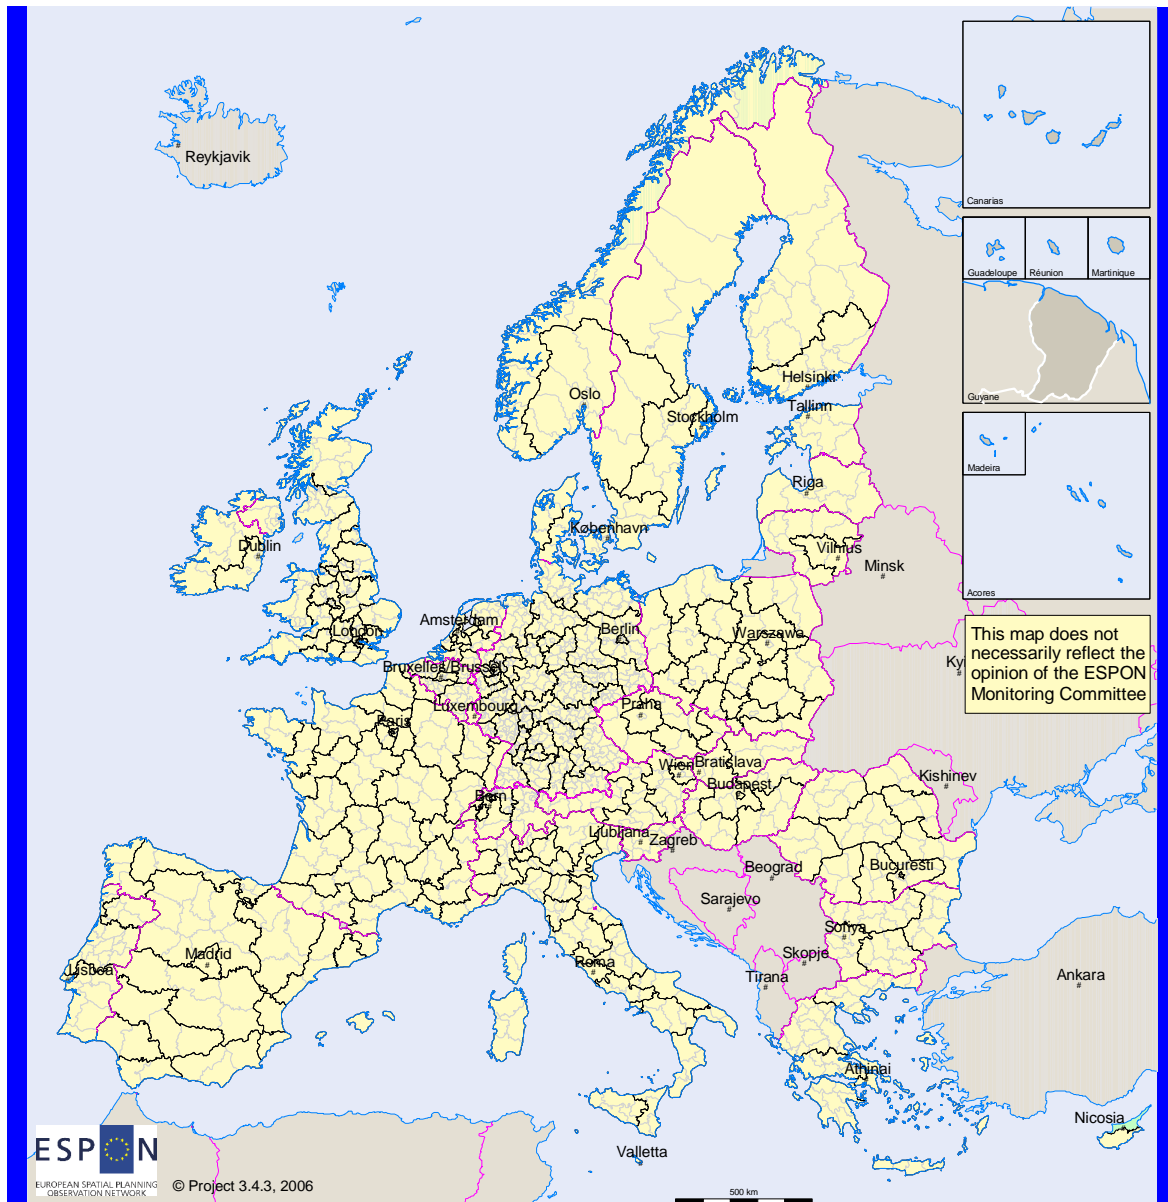 Reykjavik
Canarias
Guadeloupe
Réunion
Martinique
Guyane
Madeira
Acores
Oslo
Helsinki
Stockholm
Tallinn
Riga
København
Vilnius
Minsk
Dublin
Amsterdam
London
Berlin
Warszawa
This map does not
necessarily reflect the
opinion of the ESPON
Monitoring Committee
Bruxelles/Brussel
Luxembourg
Praha
Paris
Wien
Bratislava
Budapest
Kishinev
Bern
Ljubljana
Zagreb
Beograd
Bucuresti
Sarajevo
Sofiya
Madrid
Lisboa
Roma
Skopje
Tirana
Ankara
Athinai
Nicosia
Valletta
ESPON
EUROPEAN SPATIAL PLANNING
OBSERVATION NETWORK
© Project 3.4.3, 2006
500 km